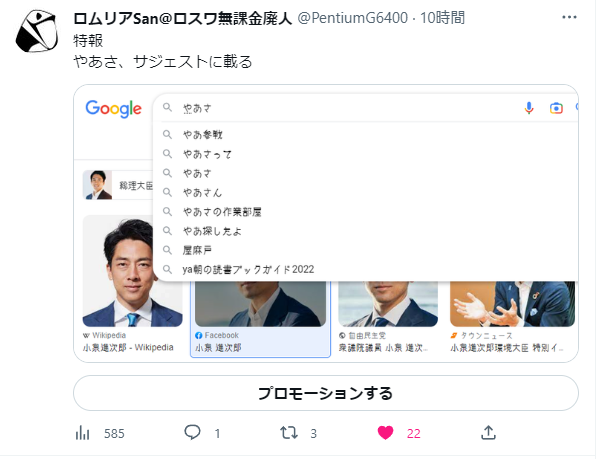 ロムリアSan@ロスワ無課金廃人 @PentiumG6400 · 10時間
特報
やあさ、サジェストに載る
Google
やあさ
やあ参戦
やあさって
やあさ
やあさん
やあさの作業部屋
やあ探したよ
屋麻戸
ya朝の読書ブックガイド2022
総理大臣
W Wikipedia
小泉進次郎 - Wikipedia
Facebook
小泉 進次郎
自由民主党
衆議院議員 小泉 進次...
タウンニュース
小泉進次郎環境大臣 特別イ...
プロモーションする
585
1
3
22